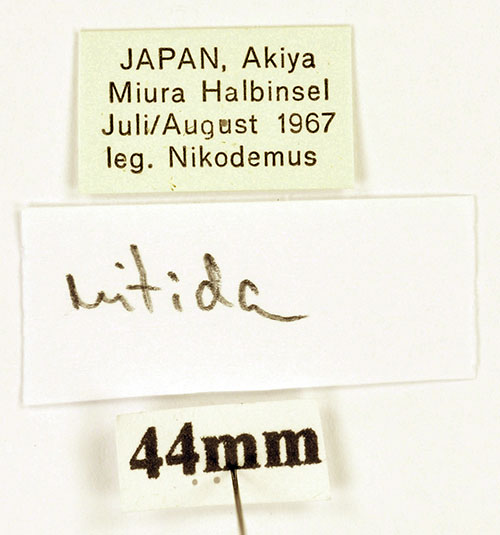 JAPAN, Akiya
Miura Halbinsel
Juli/August 1967
leg. Nikodemus
nitida
44mm